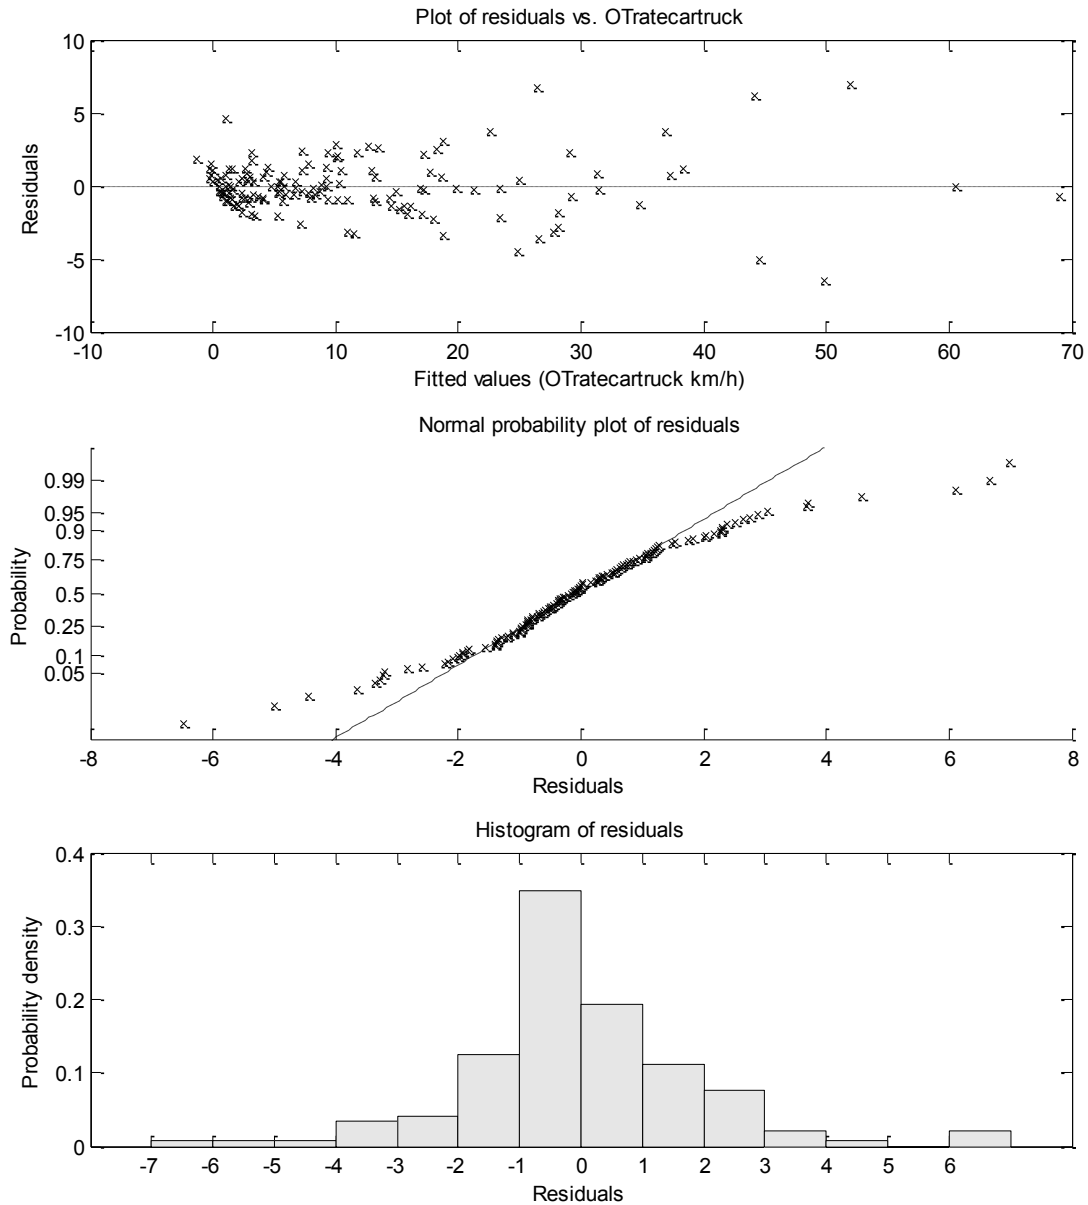 Plot of residuals vs. OTratecartruck
10
5
0
-5
-10
Residuals
-10 0 10 20 30 40 50 60 70
Fitted values (OTratecartruck km/h)
Normal probability plot of residuals
0.99
0.95
0.9
0.75
0.5
0.25
0.1
0.05
Probability
-8 -6 -4 -2 0 2 4 6 8
Residuals
Histogram of residuals
0.4
0.3
0.2
0.1
0
Probability density
-7 -6 -5 -4 -3 -2 -1 0 1 2 3 4 5 6
Residuals